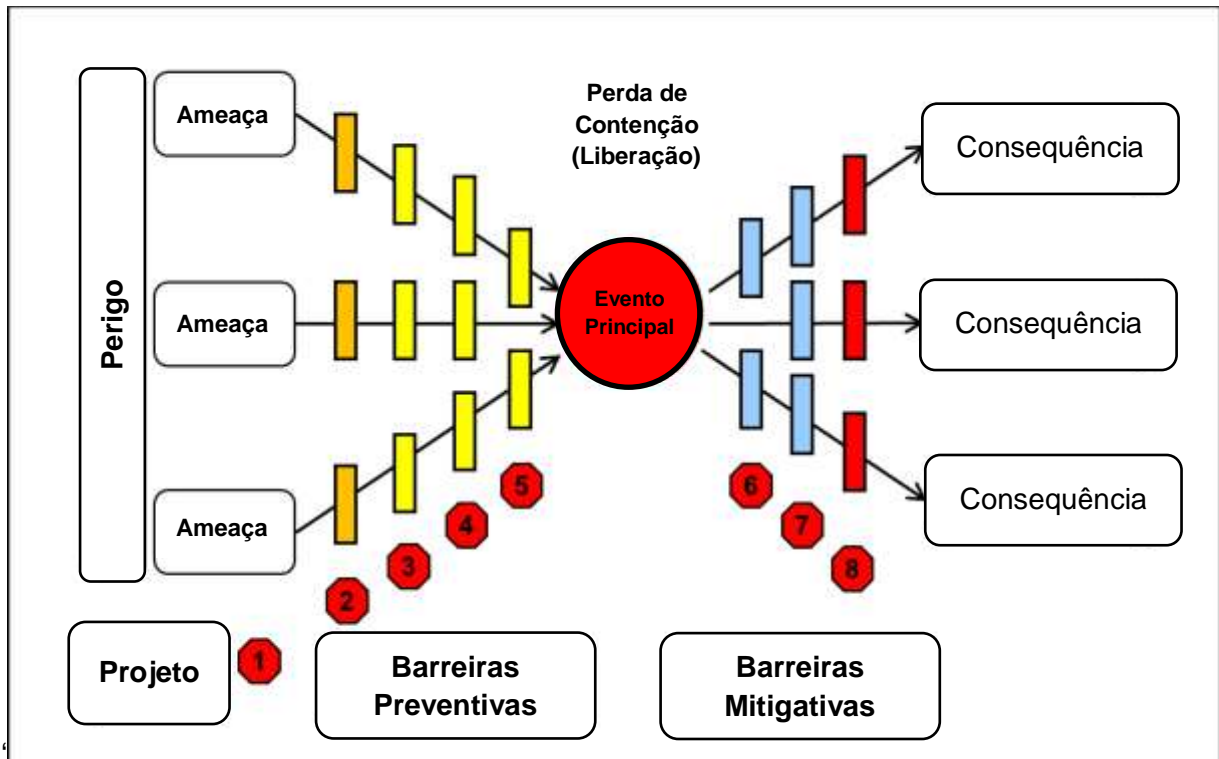 Perigo
Ameaça
Ameaça
Ameaça
Perda de
Contenção
(Liberação)
Evento
Principal
Consequência
Consequência
Consequência
5
4
3
2
1
6
7
8
Projeto
Barreiras
Preventivas
Barreiras
Mitigativas
‘